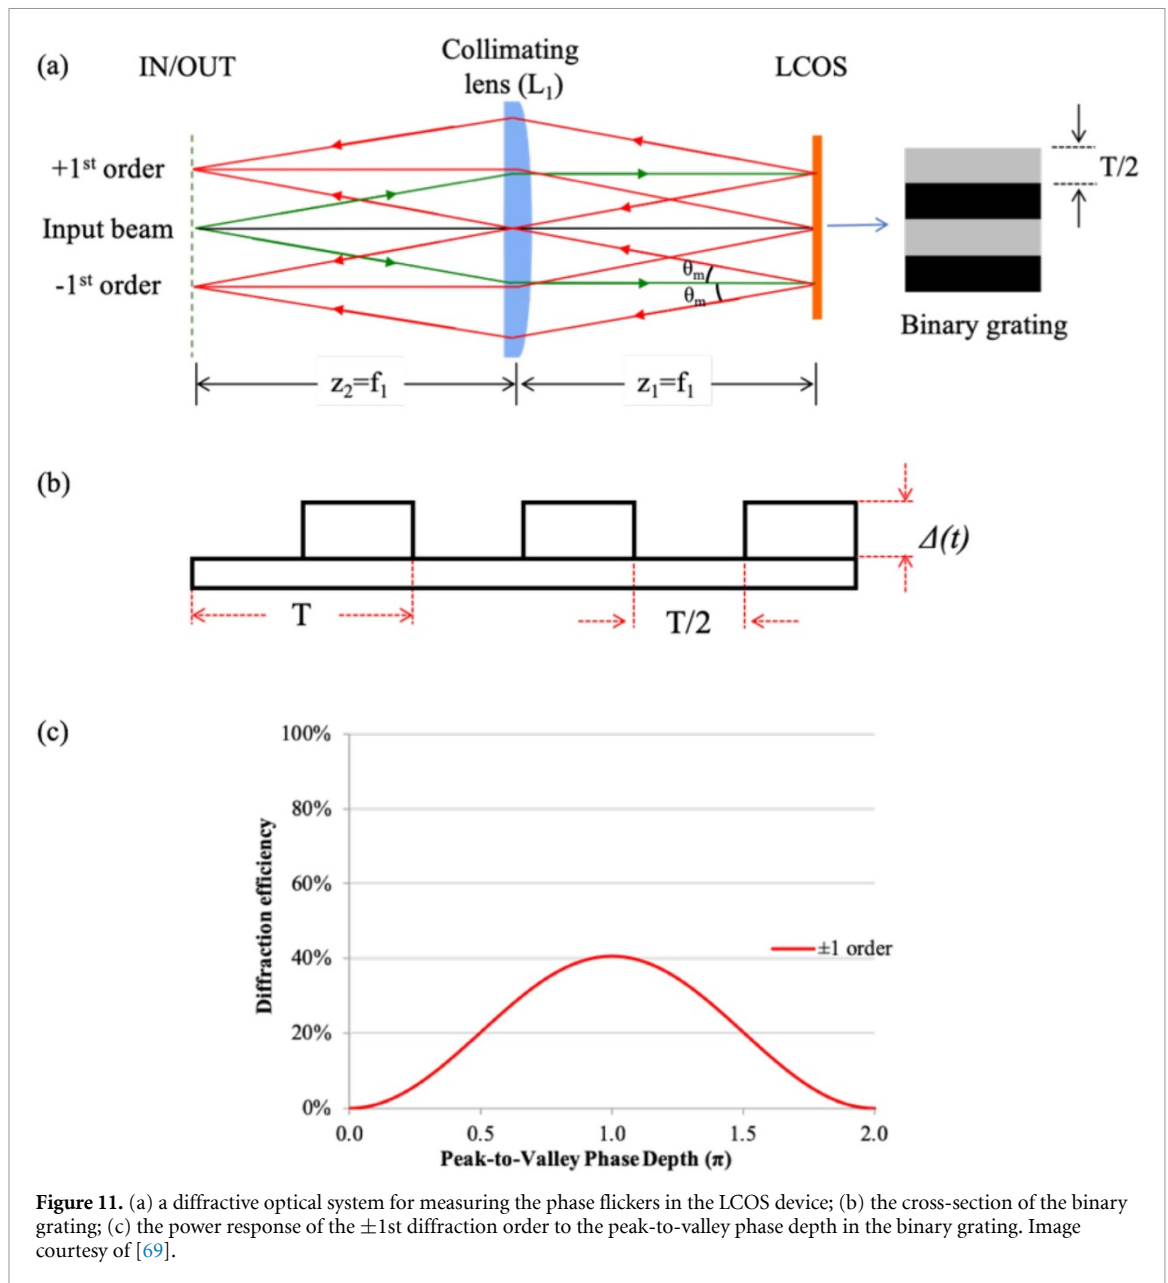 (a)
IN/OUT
Collimating
lens (L₁)
LCOS
+1ˢᵗ order
Input beam
-1ˢᵗ order
θₘ
θₘ
T/2
Binary grating
z₂=f₁
z₁=f₁
(b)
Δ(t)
T
T/2
(c)
100%
80%
60%
40%
20%
0%
Diffraction efficiency
±1 order
0.0
0.5
1.0
1.5
2.0
Peak-to-Valley Phase Depth (π)
Figure 11. (a) a diffractive optical system for measuring the phase flickers in the LCOS device; (b) the cross-section of the binary
grating; (c) the power response of the ±1st diffraction order to the peak-to-valley phase depth in the binary grating. Image
courtesy of [69].